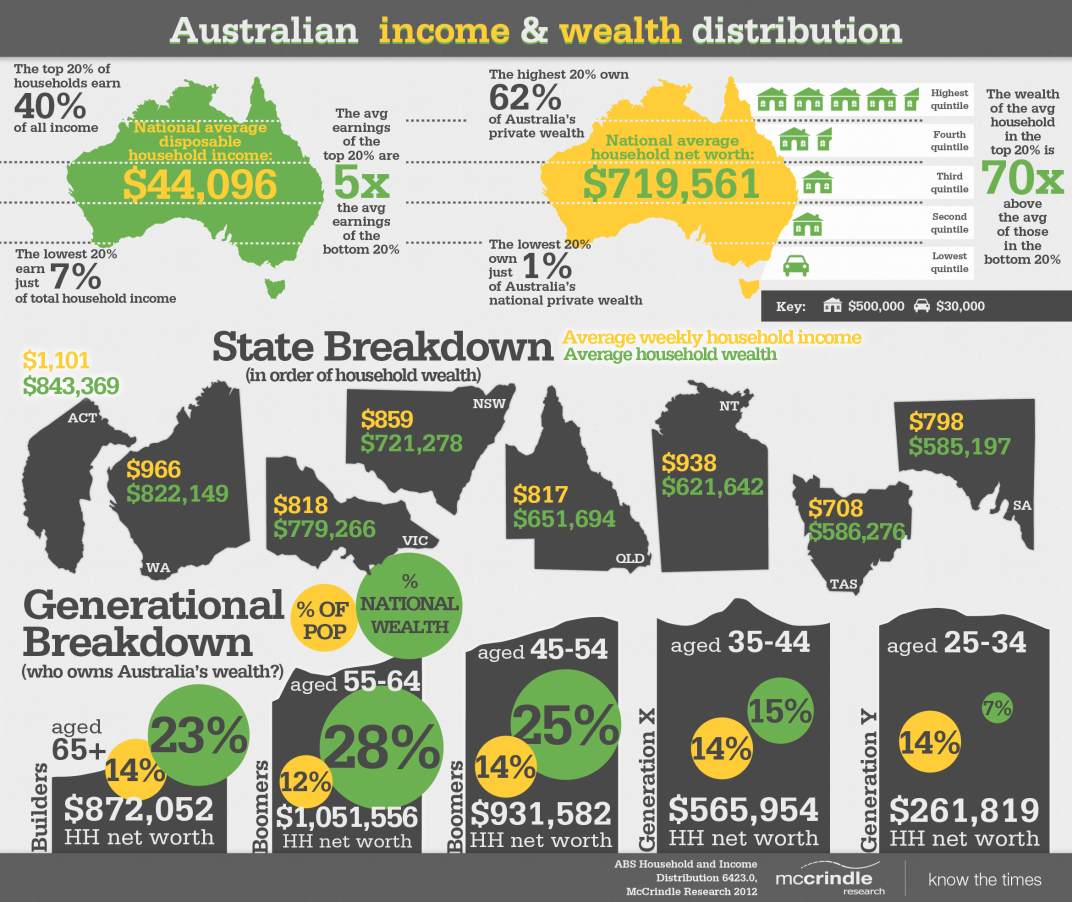 Australian income & wealth distribution
The top 20% of
households earn
40%
of all income
National average
disposable
household income:
$44,096
The avg
earnings
of the
top 20% are
5x
the avg
earnings
of the
bottom 20%
The lowest 20%
earn
just 7%
of total household income
The highest 20% own
62%
of Australia's
private wealth
National average
household net worth:
$719,561
The lowest 20%
own
just 1%
of Australia's
national private wealth
Highest
quintile
Fourth
quintile
Third
quintile
Second
quintile
Lowest
quintile
The wealth
of the avg
household
in the
top 20% is
70x
above
the avg
of those
in the
bottom 20%
Key: $500,000 $30,000
State Breakdown
(in order of household wealth)
Average weekly household income
Average household wealth
$1,101
$843,369
ACT
$966
$822,149
WA
$818
$779,266
VIC
NSW
$859
$721,278
$817
$651,694
QLD
NT
$938
$621,642
$708
$586,276
TAS
$798
$585,197
SA
Generational
Breakdown
(who owns Australia's wealth?)
% OF
POP
%
NATIONAL
WEALTH
Builders
aged
65+
14%
23%
$872,052
HH net worth
Boomers
aged 55-64
12%
28%
$1,051,556
HH net worth
Boomers
aged 45-54
14%
25%
$931,582
HH net worth
Generation X
aged 35-44
14%
15%
$565,954
HH net worth
Generation Y
aged 25-34
14%
7%
$261,819
HH net worth
ABS Household and Income
Distribution 6423.0,
McCrindle Research 2012
mccrindle
research
know the times